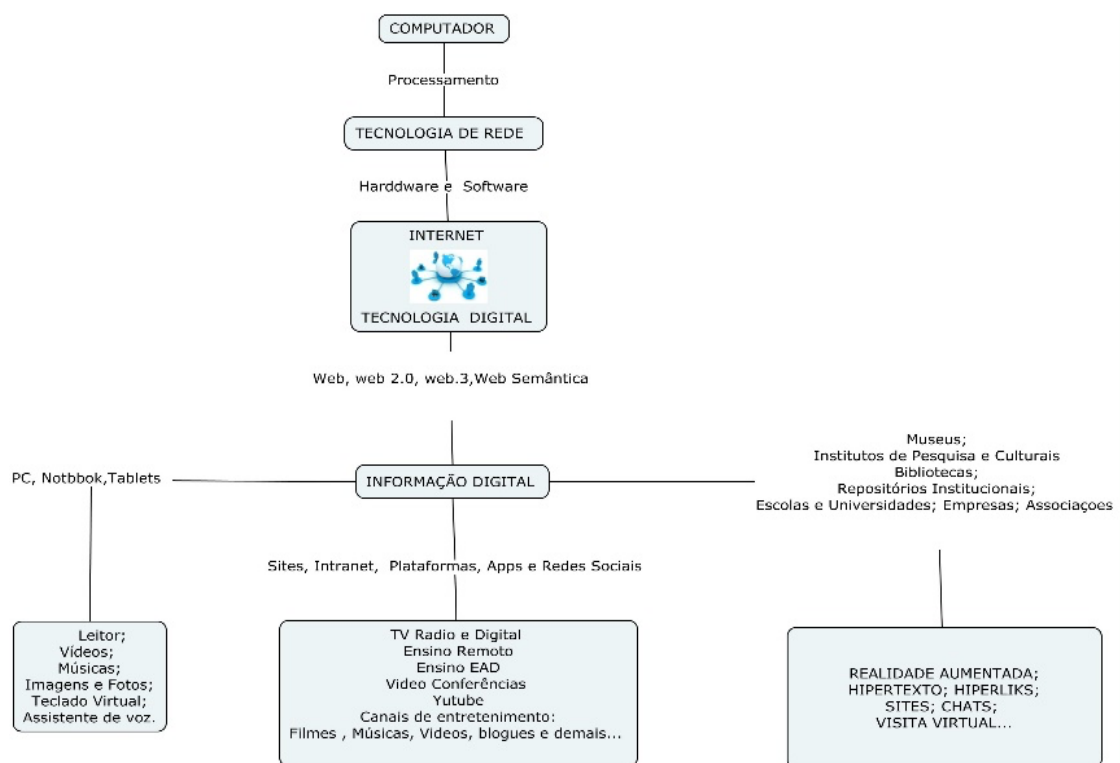 COMPUTADOR
Processamento
TECNOLOGIA DE REDE
Harddware e Software
INTERNET
TECNOLOGIA DIGITAL
Web, web 2.0, web.3,Web Semântica
PC, Notbbok,Tablets
INFORMAÇÃO DIGITAL
Museus;
Institutos de Pesquisa e Culturais
Bibliotecas;
Repositórios Institucionais;
Escolas e Universidades; Empresas; Associaçoes
Sites, Intranet, Plataformas, Apps e Redes Sociais
Leitor;
Vídeos;
Músicas;
Imagens e Fotos;
Teclado Virtual;
Assistente de voz.
TV Radio e Digital
Ensino Remoto
Ensino EAD
Video Conferências
Yutube
Canais de entretenimento:
Filmes , Músicas, Videos, blogues e demais...
REALIDADE AUMENTADA;
HIPERTEXTO; HIPERLIKS;
SITES; CHATS;
VISITA VIRTUAL...